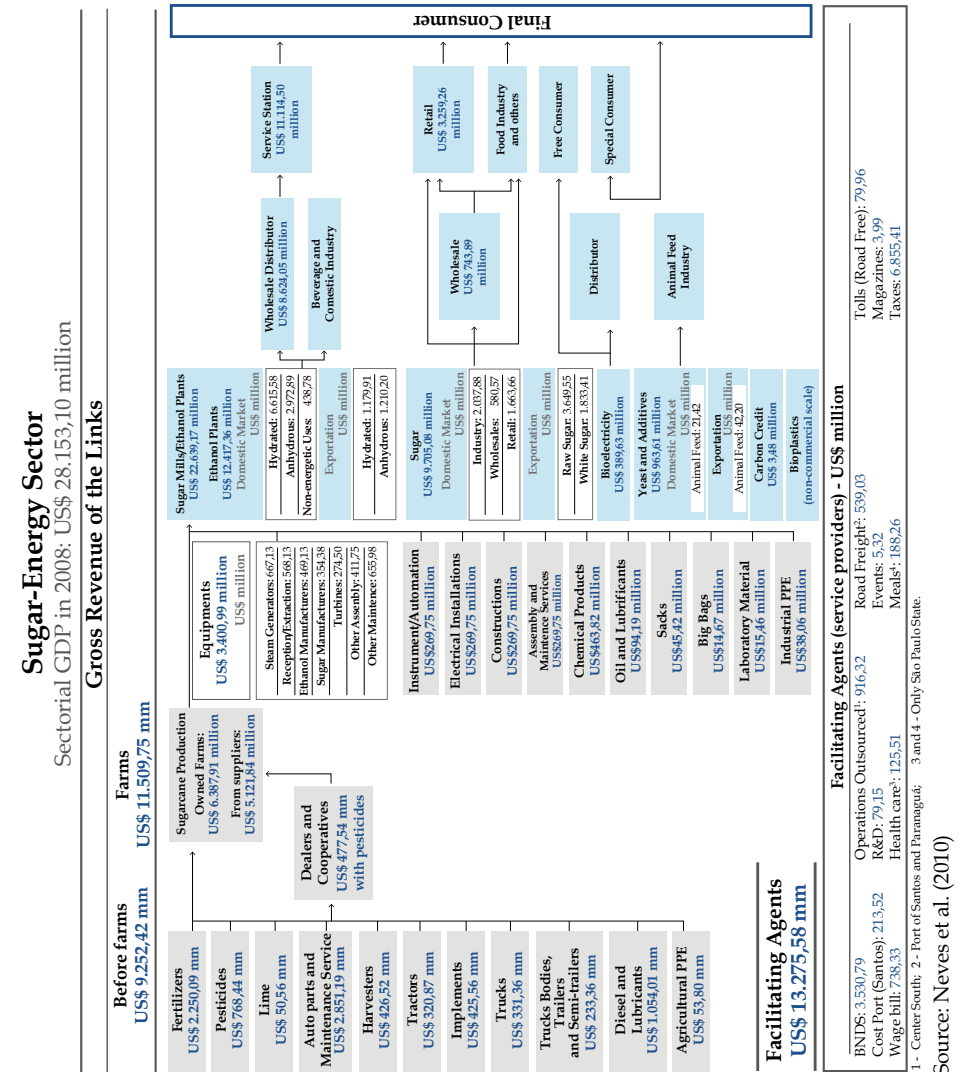 Sugar-Energy Sector
Sectorial GDP in 2008: US$ 28.153,10 million
Gross Revenue of the Links
Before farms
US$ 9.252,42 mm
Farms
US$ 11.509,75 mm
Fertilizers
US$ 2.250,09 mm
Pesticides
US$ 768,44 mm
Lime
US$ 50,56 mm
Auto parts and
Maintenance Service
US$ 2.851,19 mm
Harvesters
US$ 426,52 mm
Tractors
US$ 320,87 mm
Implements
US$ 425,56 mm
Trucks
US$ 331,36 mm
Trucks Bodies,
Trailers
and Semi-trailers
US$ 233,36 mm
Diesel and
Lubricants
US$ 1.054,01 mm
Agricultural PPE
US$ 53,80 mm
Dealers and
Cooperatives
US$ 477,54 mm
with pesticides
Sugarcane Production
Owned Farms:
US$ 6.387,91 million
From suppliers:
US$ 5.121,84 million
Equipments
US$ 3.400,99 million
US$ million
Steam Generators: 667,13
Reception/Extraction: 568,13
Ethanol Manufacturers: 469,13
Sugar Manufacturers: 354,38
Turbines: 274,50
Other Assembly: 411,75
Other Maintence: 655,98
Instrument/Automation
US$269,75 million
Electrical Installations
US$269,75 million
Constructions
US$269,75 million
Assembly and
Maintence Services
US$269,75 million
Chemical Products
US$463,82 million
Oil and Lubrificants
US$94,19 million
Sacks
US$45,42 million
Big Bags
US$14,67 million
Laboratory Material
US$15,46 million
Industrial PPE
US$38,06 million
Sugar Mills/Ethanol Plants
US$ 22.639,17 million
Ethanol Plants
US$ 12.417,36 million
Domestic Market
US$ million
Hydrated: 6.615,58
Anhydrous: 2.972,89
Non-energetic Uses: 438,78
Exportation
US$ million
Hydrated: 1.179,91
Anhydrous: 1.210,20
Sugar
US$ 9.705,08 million
Domestic Market
US$ million
Industry: 2.037,88
Wholesales: 580,57
Retail: 1.663,66
Exportation
US$ million
Raw Sugar: 3.649,55
White Sugar: 1.833,41
Bioelectricity
US$ 389,63 million
Yeast and Additives
US$ 963,61 million
Domestic Market
US$ million
Animal Feed: 21,42
Exportation
US$ million
Animal Feed: 42,20
Carbon Credit
US$ 3,48 million
Bioplastics
(non-commercial scale)
Wholesale Distributor
US$ 8.624,05 million
Beverage and
Domestic Industry
Wholesale
US$ 743,89
million
Distributor
Animal Feed
Industry
Service Station
US$ 11.114,50
million
Retail
US$ 3.259,26
million
Food Industry
and others
Free Consumer
Special Consumer
Final Consumer
Facilitating Agents
US$ 13.275,58 mm
Facilitating Agents (service providers) - US$ million
BNDS: 3.530,79
Cost Port (Santos): 213,52
Wage bill: 738,33
Operations Outsourced¹: 916,32
R&D: 79,15
Health care³: 125,51
Road Freight²: 539,03
Events: 5,32
Meals⁴: 188,26
Tolls (Road Free): 79,96
Magazines: 3,99
Taxes: 6.855,41
1 - Center South; 2 - Port of Santos and Paranaguá; 3 and 4 - Only São Paulo State.
Source: Neves et al. (2010)